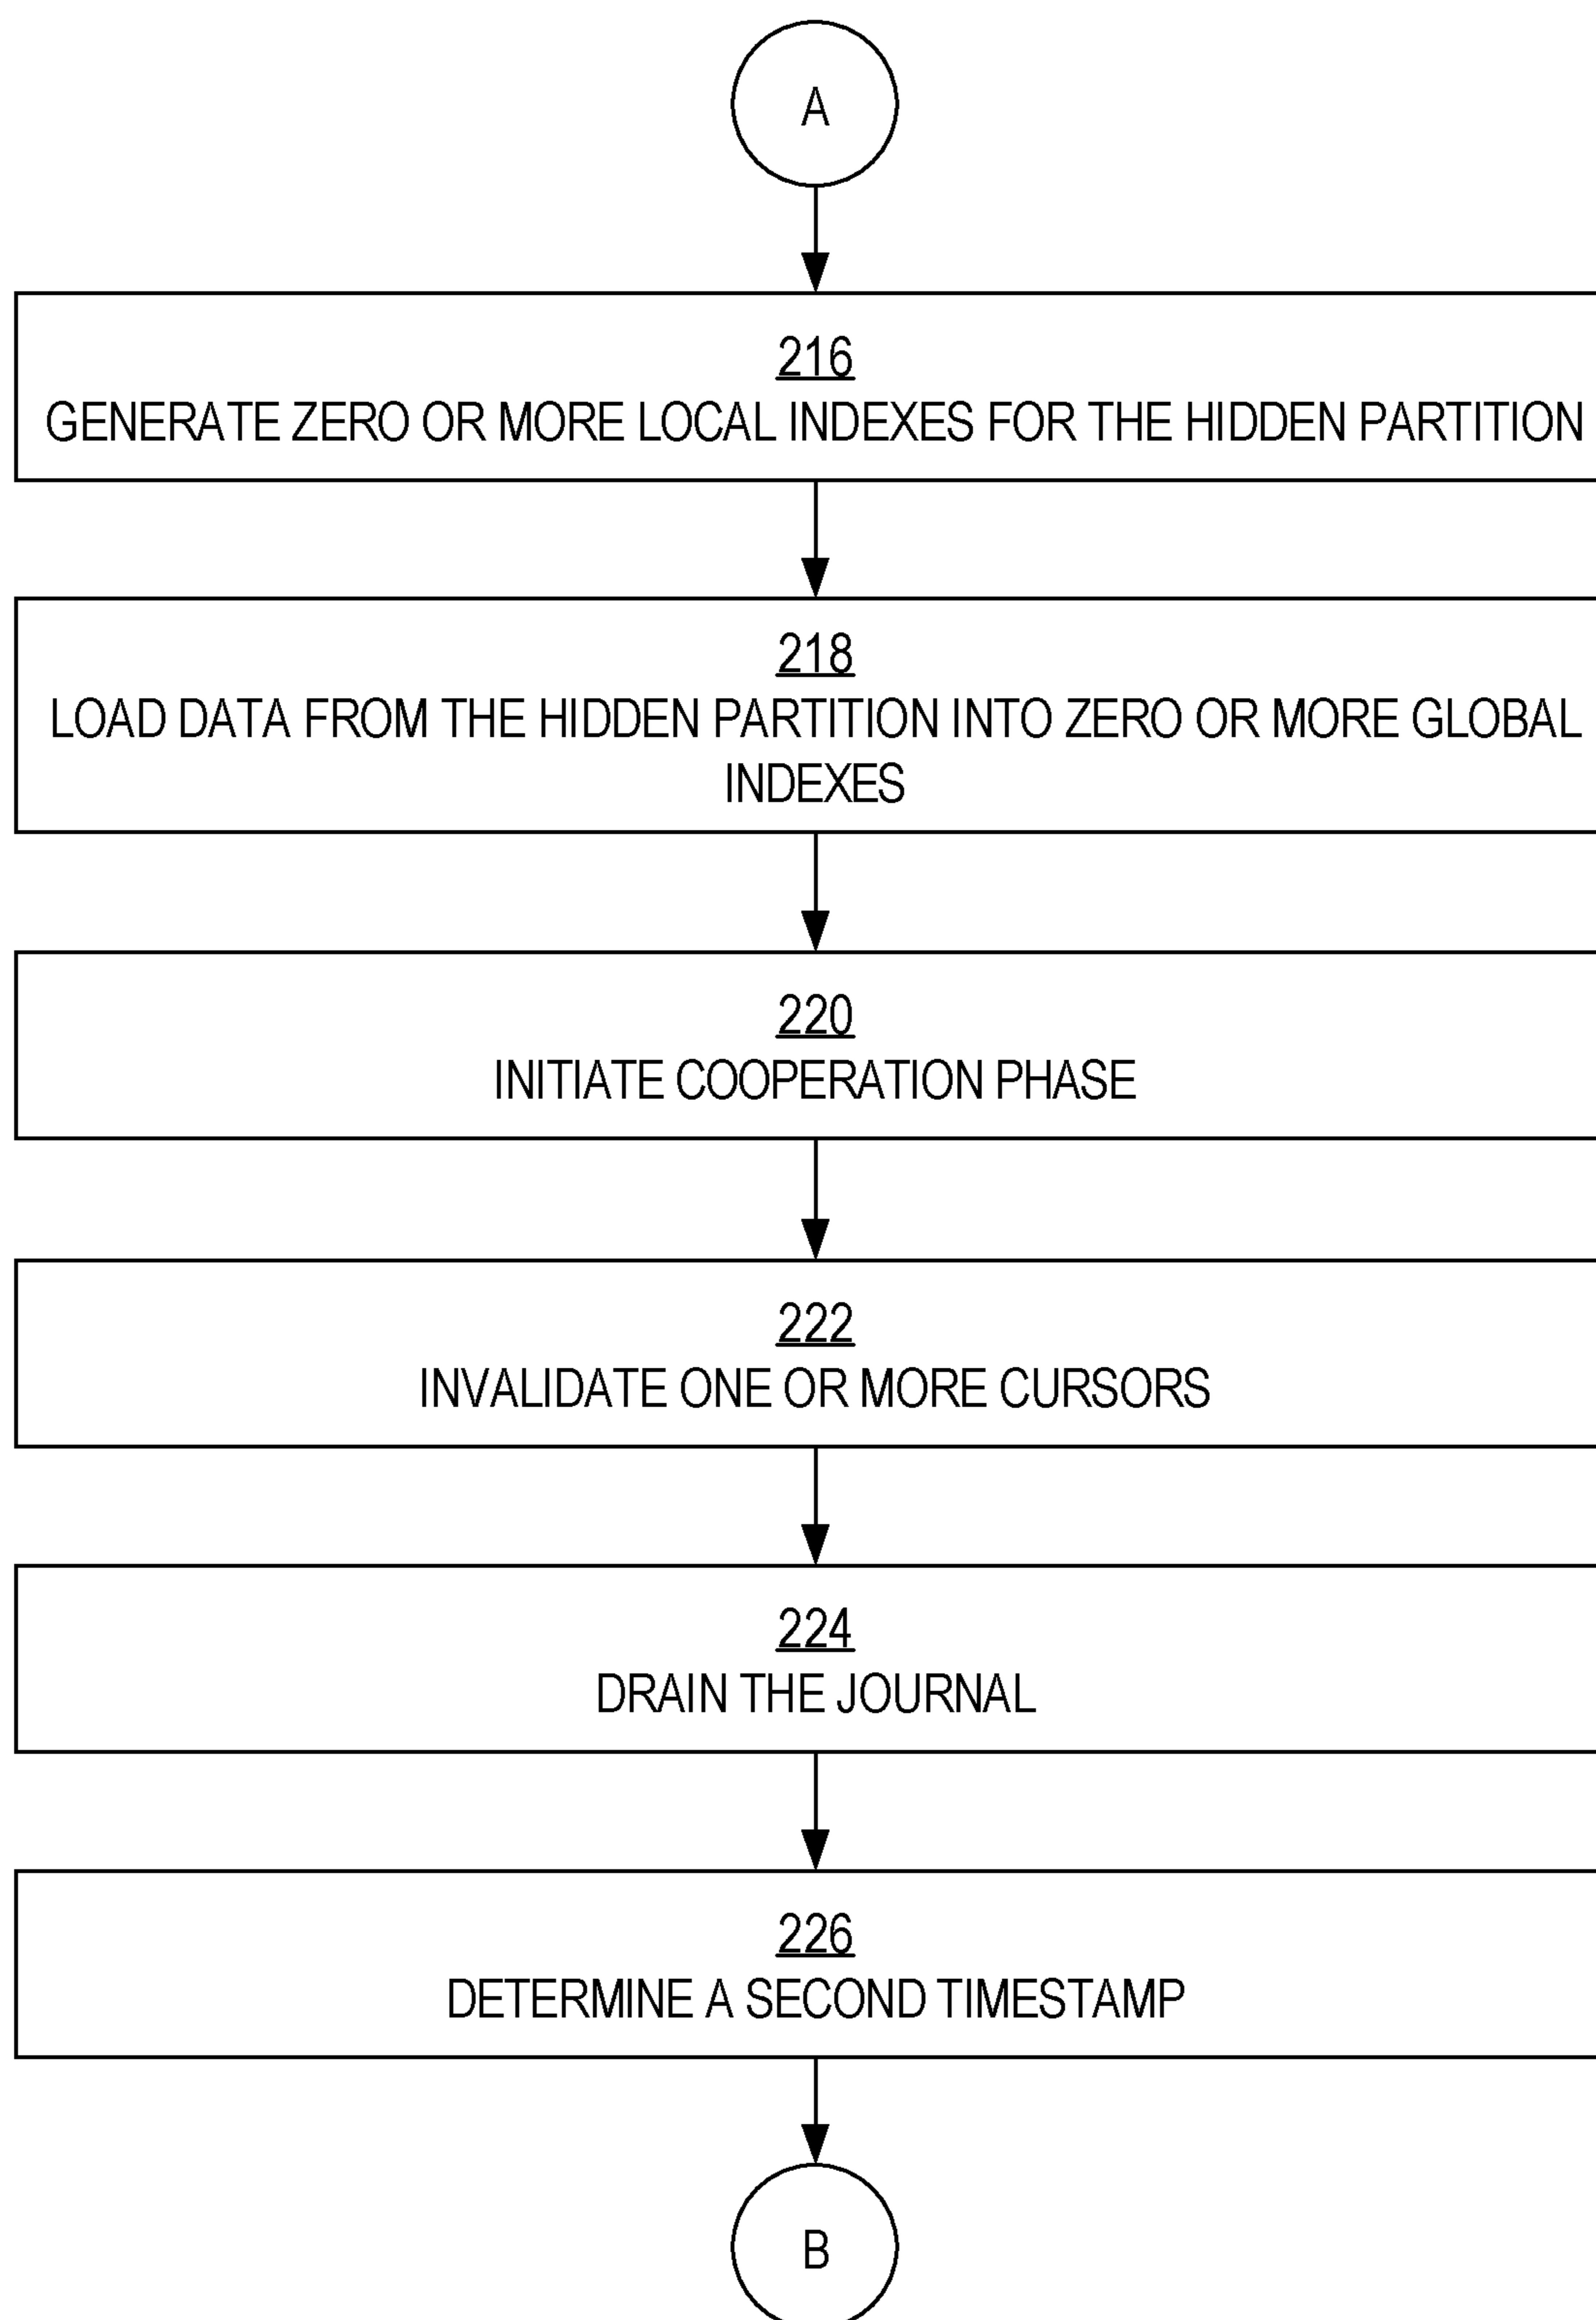 A
216
GENERATE ZERO OR MORE LOCAL INDEXES FOR THE HIDDEN PARTITION
218
LOAD DATA FROM THE HIDDEN PARTITION INTO ZERO OR MORE GLOBAL
INDEXES
220
INITIATE COOPERATION PHASE
222
INVALIDATE ONE OR MORE CURSORS
224
DRAIN THE JOURNAL
226
DETERMINE A SECOND TIMESTAMP
B